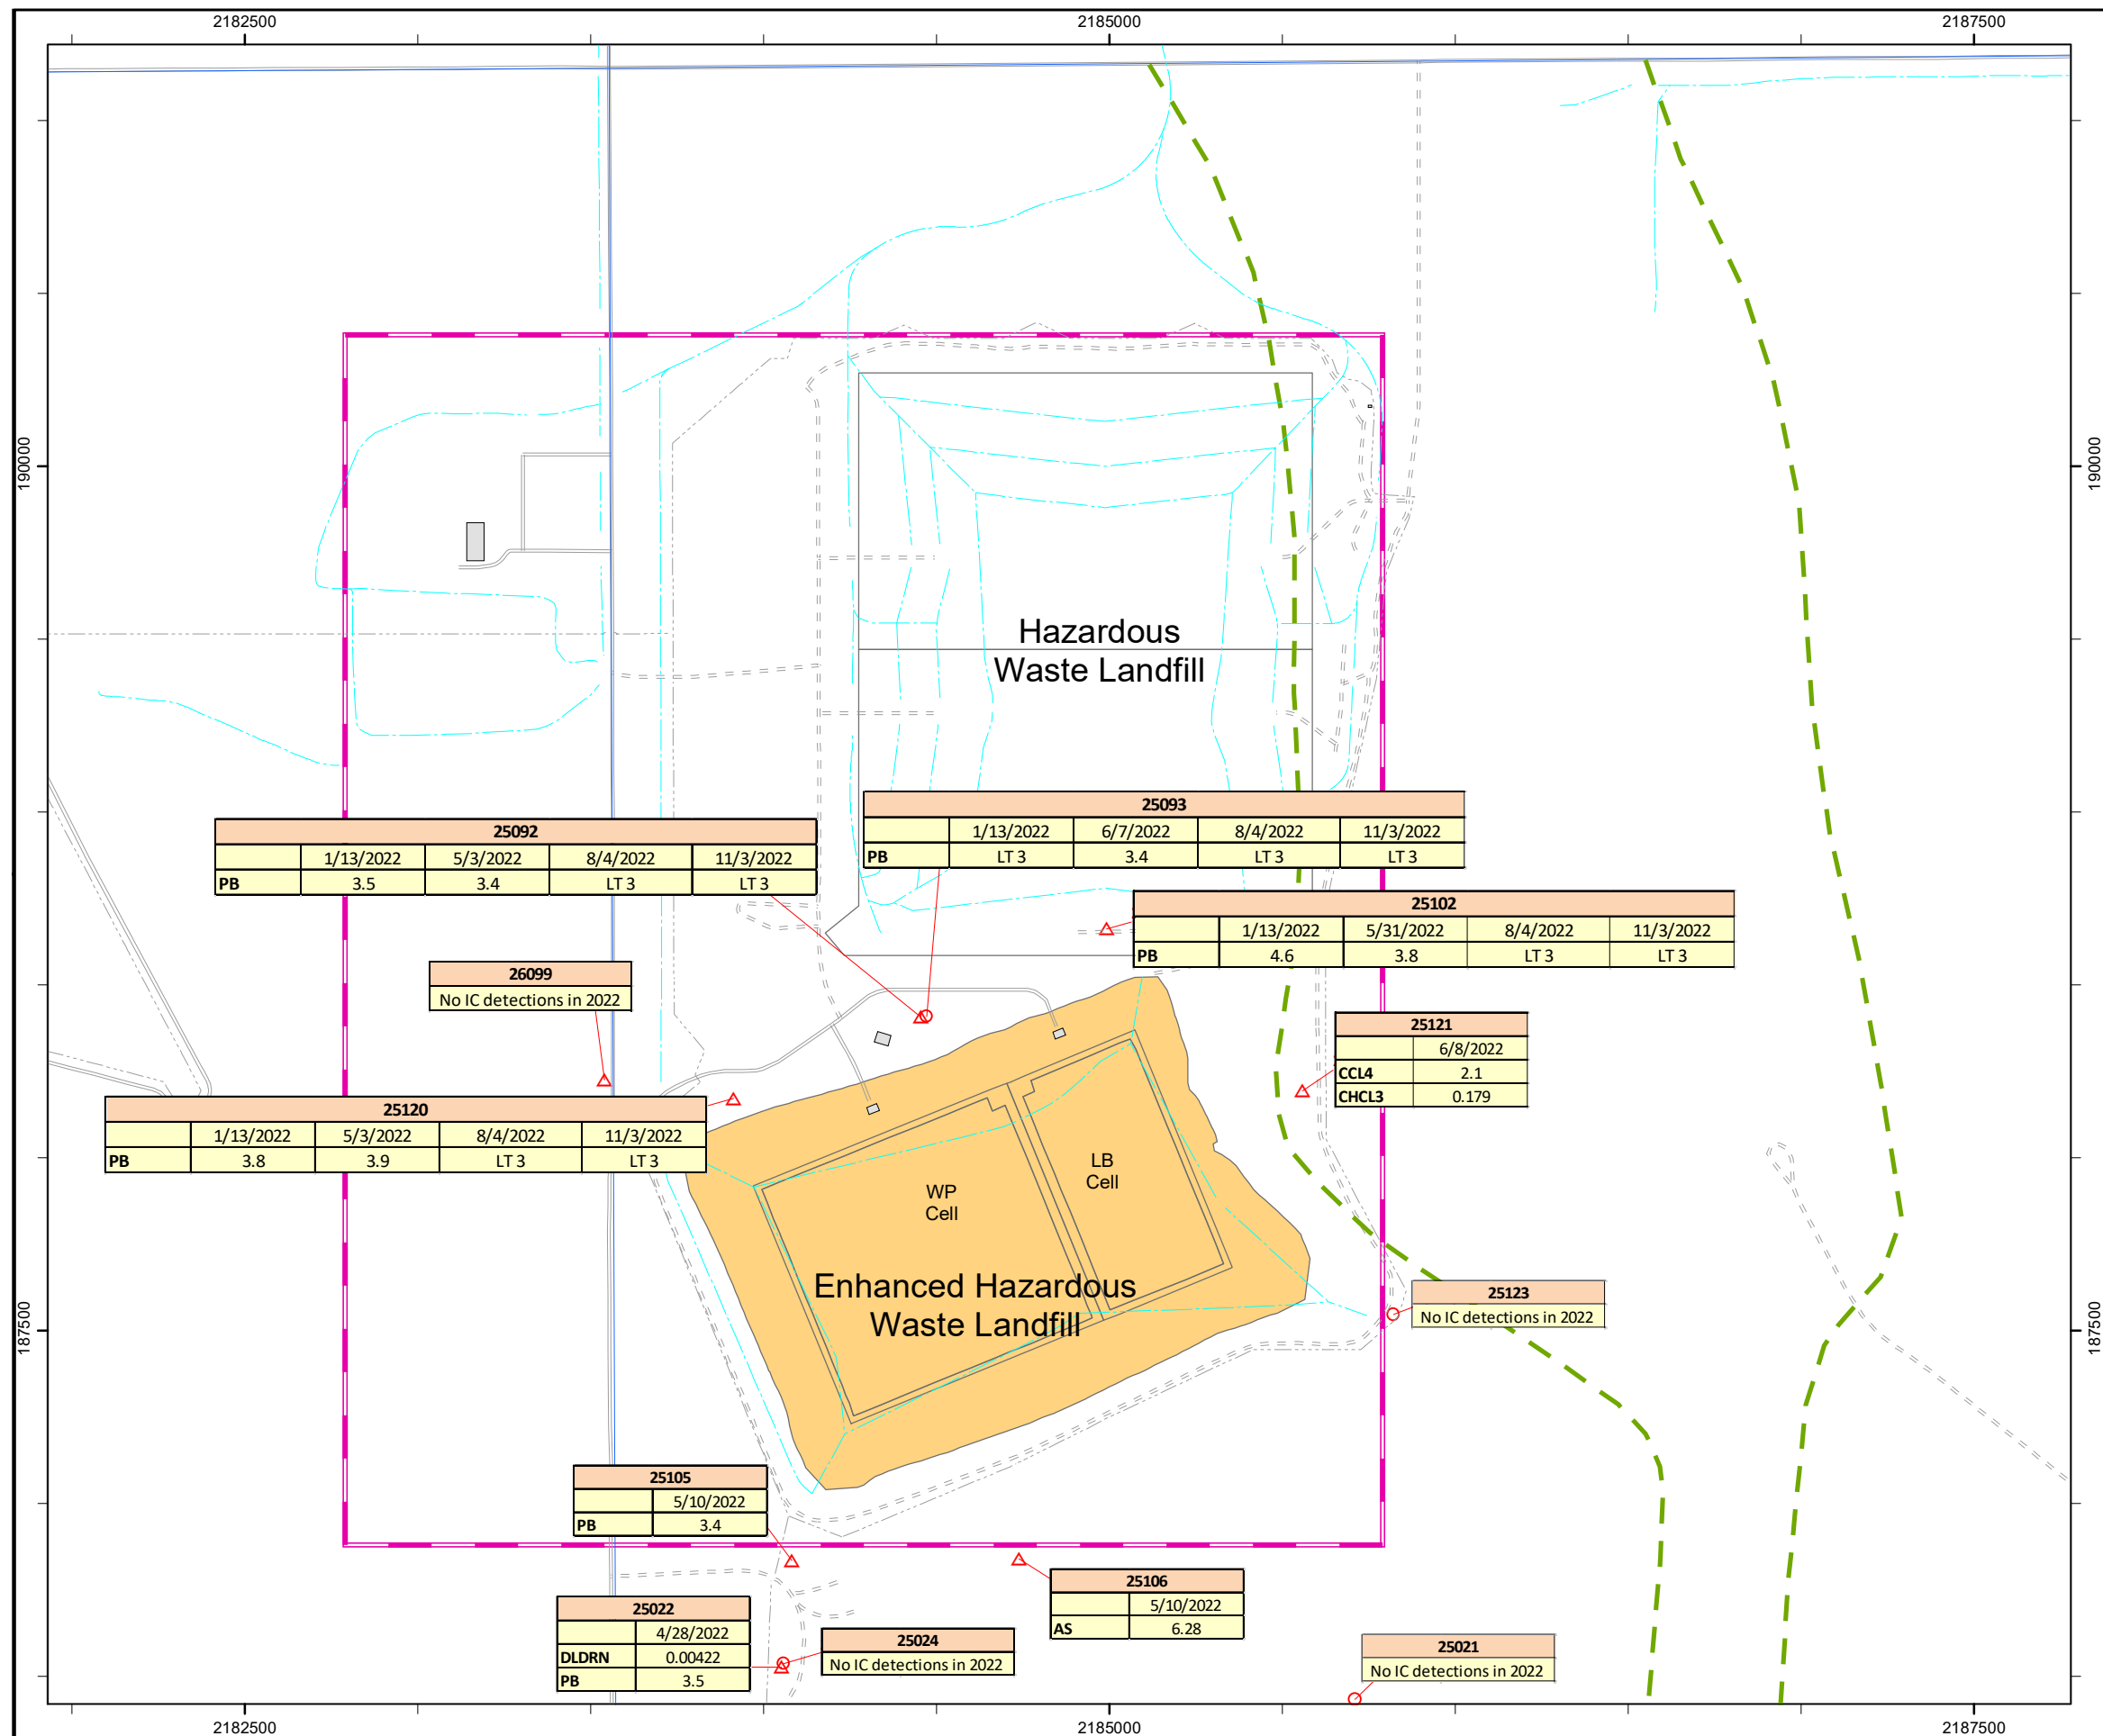 2182500 2185000 2187500
190000
190000
Hazardous
Waste Landfill
25093
1/13/2022 6/7/2022 8/4/2022 11/3/2022
PB LT 3 3.4 LT 3 LT 3
25092
1/13/2022 5/3/2022 8/4/2022 11/3/2022
PB 3.5 3.4 LT 3 LT 3
25102
1/13/2022 5/31/2022 8/4/2022 11/3/2022
PB 4.6 3.8 LT 3 LT 3
26099
No IC detections in 2022
25121
6/8/2022
CCL4 2.1
CHCL3 0.179
25120
1/13/2022 5/3/2022 8/4/2022 11/3/2022
PB 3.8 3.9 LT 3 LT 3
LB
Cell
WP
Cell
Enhanced Hazardous
Waste Landfill
187500
187500
25123
No IC detections in 2022
25105
5/10/2022
PB 3.4
25106
5/10/2022
AS 6.28
25022
4/28/2022
DLDRN 0.00422
PB 3.5
25024
No IC detections in 2022
25021
No IC detections in 2022
2182500 2185000 2187500